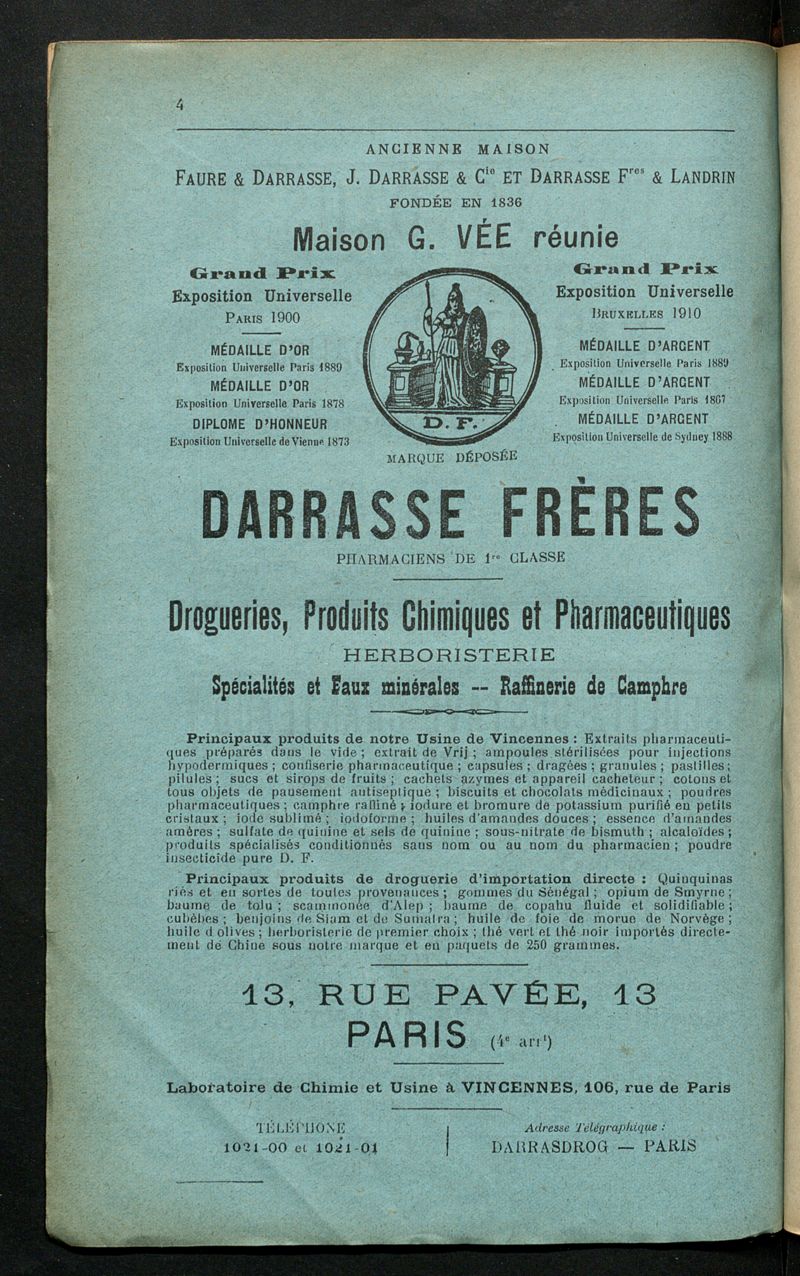 4
ANCIENNE MAISON
FAURE & DARRASSE, J. DARRASSE & Cie ET DARRASSE Fres & LANDRIN
FONDÉE EN 1836
Maison G. VÉE réunie
Grand Prix
Exposition Universelle
PARIS 1900
MÉDAILLE D'OR
Exposition Universelle Paris 1889
MÉDAILLE D'OR
Exposition Universelle Paris 1878
DIPLOME D'HONNEUR
Exposition Universelle de Vienne 1873
D. F.
MARQUE DÉPOSÉE
Grand Prix
Exposition Universelle
BRUXELLES 1910
MÉDAILLE D'ARGENT
Exposition Universelle Paris 1889
MÉDAILLE D'ARGENT
Exposition Universelle Paris 1867
MÉDAILLE D'ARGENT
Exposition Universelle de Sydney 1888
DARRASSE FRÈRES
PHARMACIENS DE 1re CLASSE
Drogueries, Produits Chimiques et Pharmaceutiques
HERBORISTERIE
Spécialités et Eaux minérales -- Raffinerie de Camphre
Principaux produits de notre Usine de Vincennes : Extraits pharmaceuti-
ques préparés dans le vide ; extrait de Vrij ; ampoules stérilisées pour injections
hypodermiques ; confiserie pharmaceutique ; capsules ; dragées ; granules ; pastilles ;
pilules ; sucs et sirops de fruits ; cachets azymes et appareil cacheteur ; cotons et
tous objets de pansement antiseptique ; biscuits et chocolats médicinaux ; poudres
pharmaceutiques ; camphre raffiné ; iodure et bromure de potassium purifié en petits
cristaux ; iode sublimé ; iodoforme ; huiles d'amandes douces ; essence d'amandes
amères ; sulfate de quinine et sels de quinine ; sous-nitrate de bismuth ; alcaloïdes ;
produits spécialisés conditionnés sans nom ou au nom du pharmacien ; poudre
insecticide pure D. F.
Principaux produits de droguerie d'importation directe : Quinquinas
riés et en sortes de toutes provenances ; gommes du Sénégal ; opium de Smyrne ;
baume de tolu ; scammonée d'Alep ; baume de copahu fluide et solidifiable ;
cubèbes ; benjoins de Siam et de Sumatra ; huile de foie de morue de Norvège ;
huile d olives ; herboristerie de premier choix ; thé vert et thé noir importés directe-
ment de Chine sous notre marque et en paquets de 250 grammes.
13, RUE PAVÉE, 13
PARIS (4e arrt)
Laboratoire de Chimie et Usine à VINCENNES, 106, rue de Paris
TÉLÉPHONE
1021-00 et 1021-01
Adresse Télégraphique :
DARRASDROG — PARIS